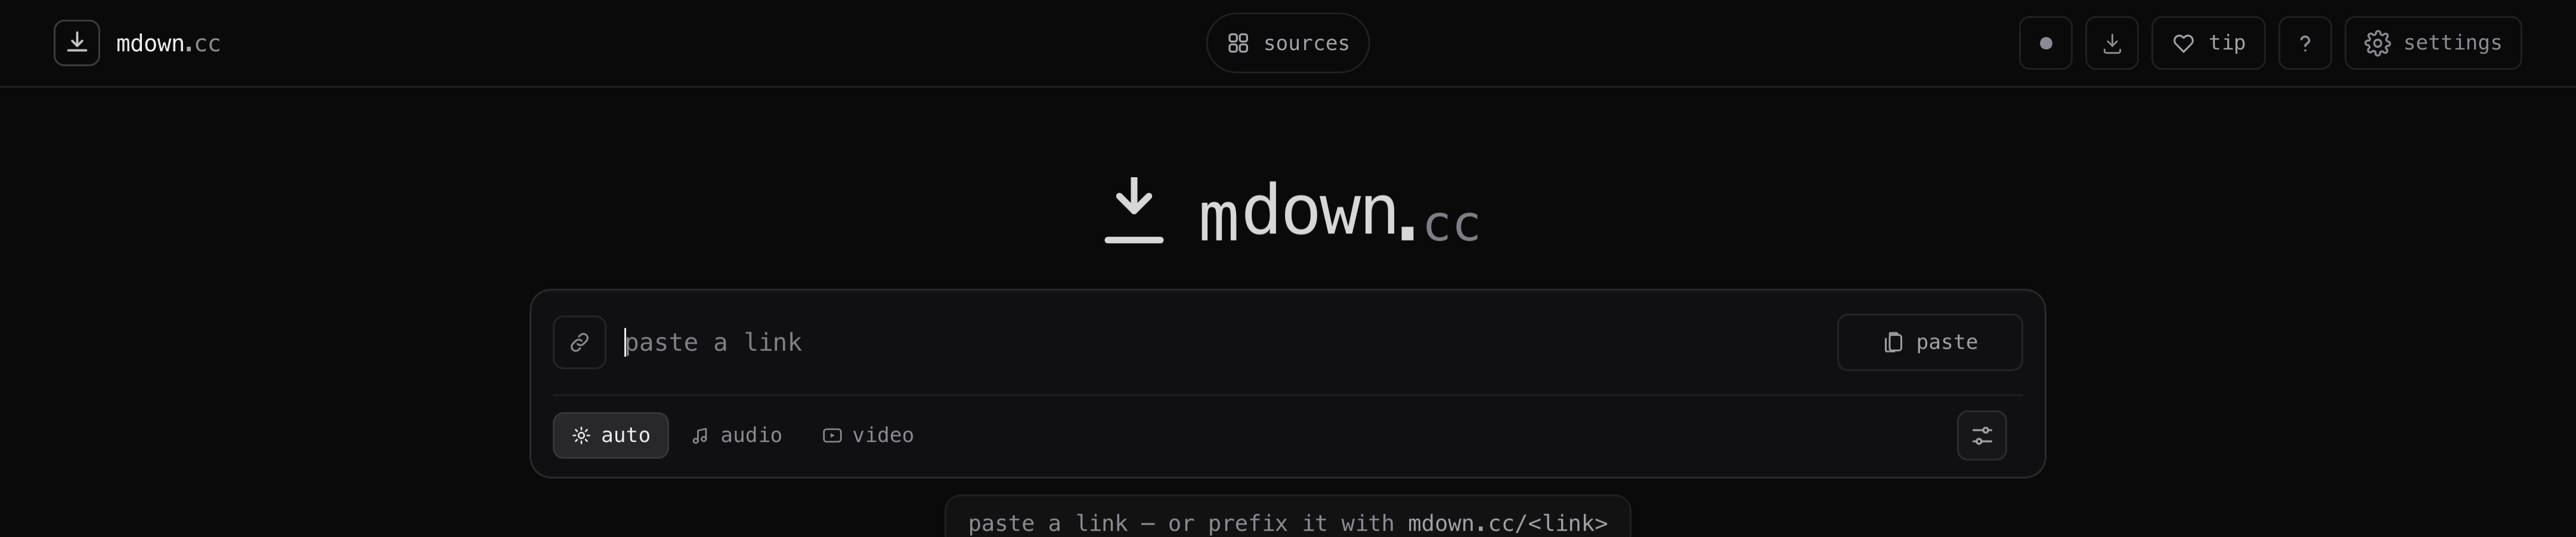 mdown.cc
sources
tip
?
settings
mdown.cc
paste a link
paste
auto
audio
video
paste a link — or prefix it with mdown.cc/<link>